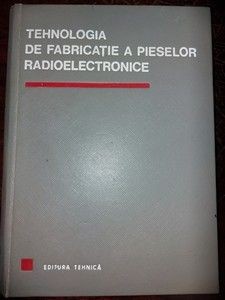 TEHNOLOGIA
DE FABRICAȚIE A PIESELOR
RADIOELECTRONICE
EDITURA TEHNICĂ